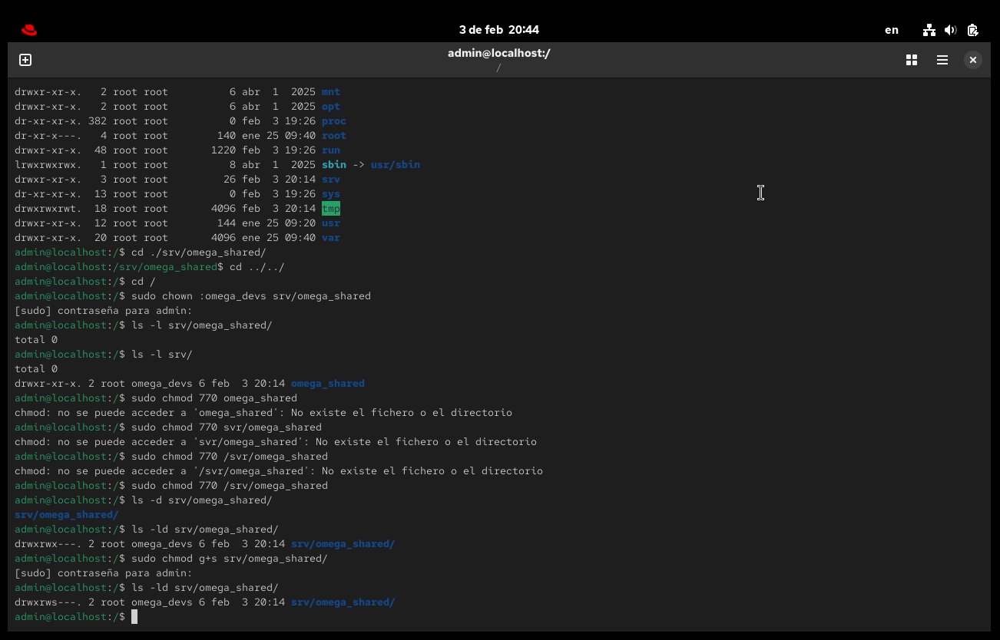 3 de feb 20:44
en
admin@localhost:/
/
drwxr-xr-x.   2 root root          6 abr  1  2025 mnt
drwxr-xr-x.   2 root root          6 abr  1  2025 opt
dr-xr-xr-x. 382 root root          0 feb  3 19:26 proc
dr-xr-x---.   4 root root        140 ene 25 09:40 root
drwxr-xr-x.  48 root root       1220 feb  3 19:26 run
lrwxrwxrwx.   1 root root          8 abr  1  2025 sbin -> usr/sbin
drwxr-xr-x.   3 root root         26 feb  3 20:14 srv
dr-xr-xr-x.  13 root root          0 feb  3 19:26 sys
drwxrwxrwt.  18 root root       4096 feb  3 20:14 tmp
drwxr-xr-x.  12 root root        144 ene 25 09:20 usr
drwxr-xr-x.  20 root root       4096 ene 25 09:40 var
admin@localhost:/$ cd ./srv/omega_shared/
admin@localhost:/srv/omega_shared$ cd ../../
admin@localhost:/$ cd /
admin@localhost:/$ sudo chown :omega_devs srv/omega_shared
[sudo] contraseña para admin:
admin@localhost:/$ ls -l srv/omega_shared/
total 0
admin@localhost:/$ ls -l srv/
total 0
drwxr-xr-x. 2 root omega_devs 6 feb  3 20:14 omega_shared
admin@localhost:/$ sudo chmod 770 omega_shared
chmod: no se puede acceder a 'omega_shared': No existe el fichero o el directorio
admin@localhost:/$ sudo chmod 770 svr/omega_shared
chmod: no se puede acceder a 'svr/omega_shared': No existe el fichero o el directorio
admin@localhost:/$ sudo chmod 770 /svr/omega_shared
chmod: no se puede acceder a '/svr/omega_shared': No existe el fichero o el directorio
admin@localhost:/$ sudo chmod 770 /srv/omega_shared
admin@localhost:/$ ls -d srv/omega_shared/
srv/omega_shared/
admin@localhost:/$ ls -ld srv/omega_shared/
drwxrwx---. 2 root omega_devs 6 feb  3 20:14 srv/omega_shared/
admin@localhost:/$ sudo chmod g+s srv/omega_shared/
[sudo] contraseña para admin:
admin@localhost:/$ ls -ld srv/omega_shared/
drwxrws---. 2 root omega_devs 6 feb  3 20:14 srv/omega_shared/
admin@localhost:/$